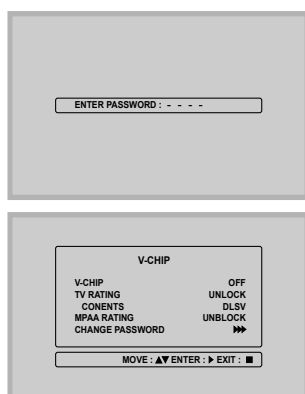 ENTER PASSWORD : - - - -
V-CHIP
V-CHIP OFF
TV RATING UNLOCK
CONENTS DLSV
MPAA RATING UNBLOCK
CHANGE PASSWORD ▶▶▶
MOVE : ▲▼ ENTER : ▶ EXIT : ■